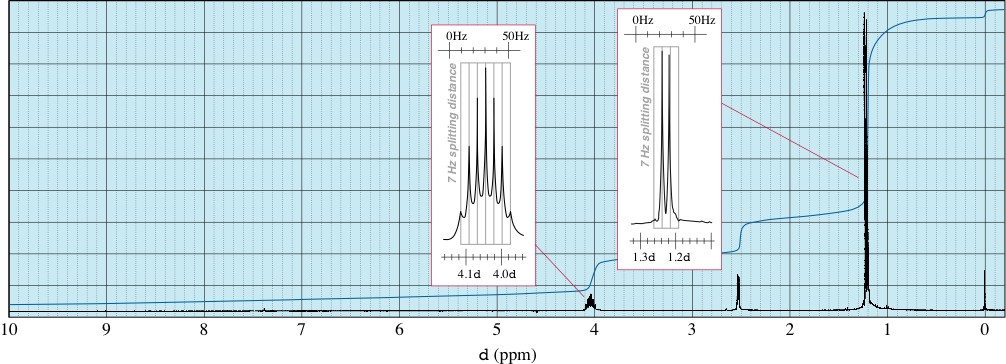 0Hz 50Hz
7 Hz splitting distance
4.1d 4.0d
0Hz 50Hz
7 Hz splitting distance
1.3d 1.2d
10 9 8 7 6 5 4 3 2 1 0
d (ppm)